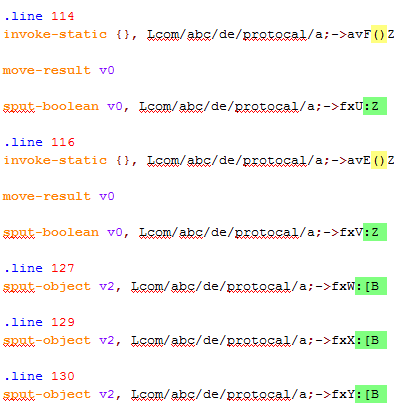 .line 114
invoke-static {}, Lcom/abc/de/protocal/a;->avF()Z
move-result v0
sput-boolean v0, Lcom/abc/de/protocal/a;->fxU:Z
.line 116
invoke-static {}, Lcom/abc/de/protocal/a;->avE()Z
move-result v0
sput-boolean v0, Lcom/abc/de/protocal/a;->fxV:Z
.line 127
sput-object v2, Lcom/abc/de/protocal/a;->fxW:[B
.line 129
sput-object v2, Lcom/abc/de/protocal/a;->fxX:[B
.line 130
sput-object v2, Lcom/abc/de/protocal/a;->fxY:[B